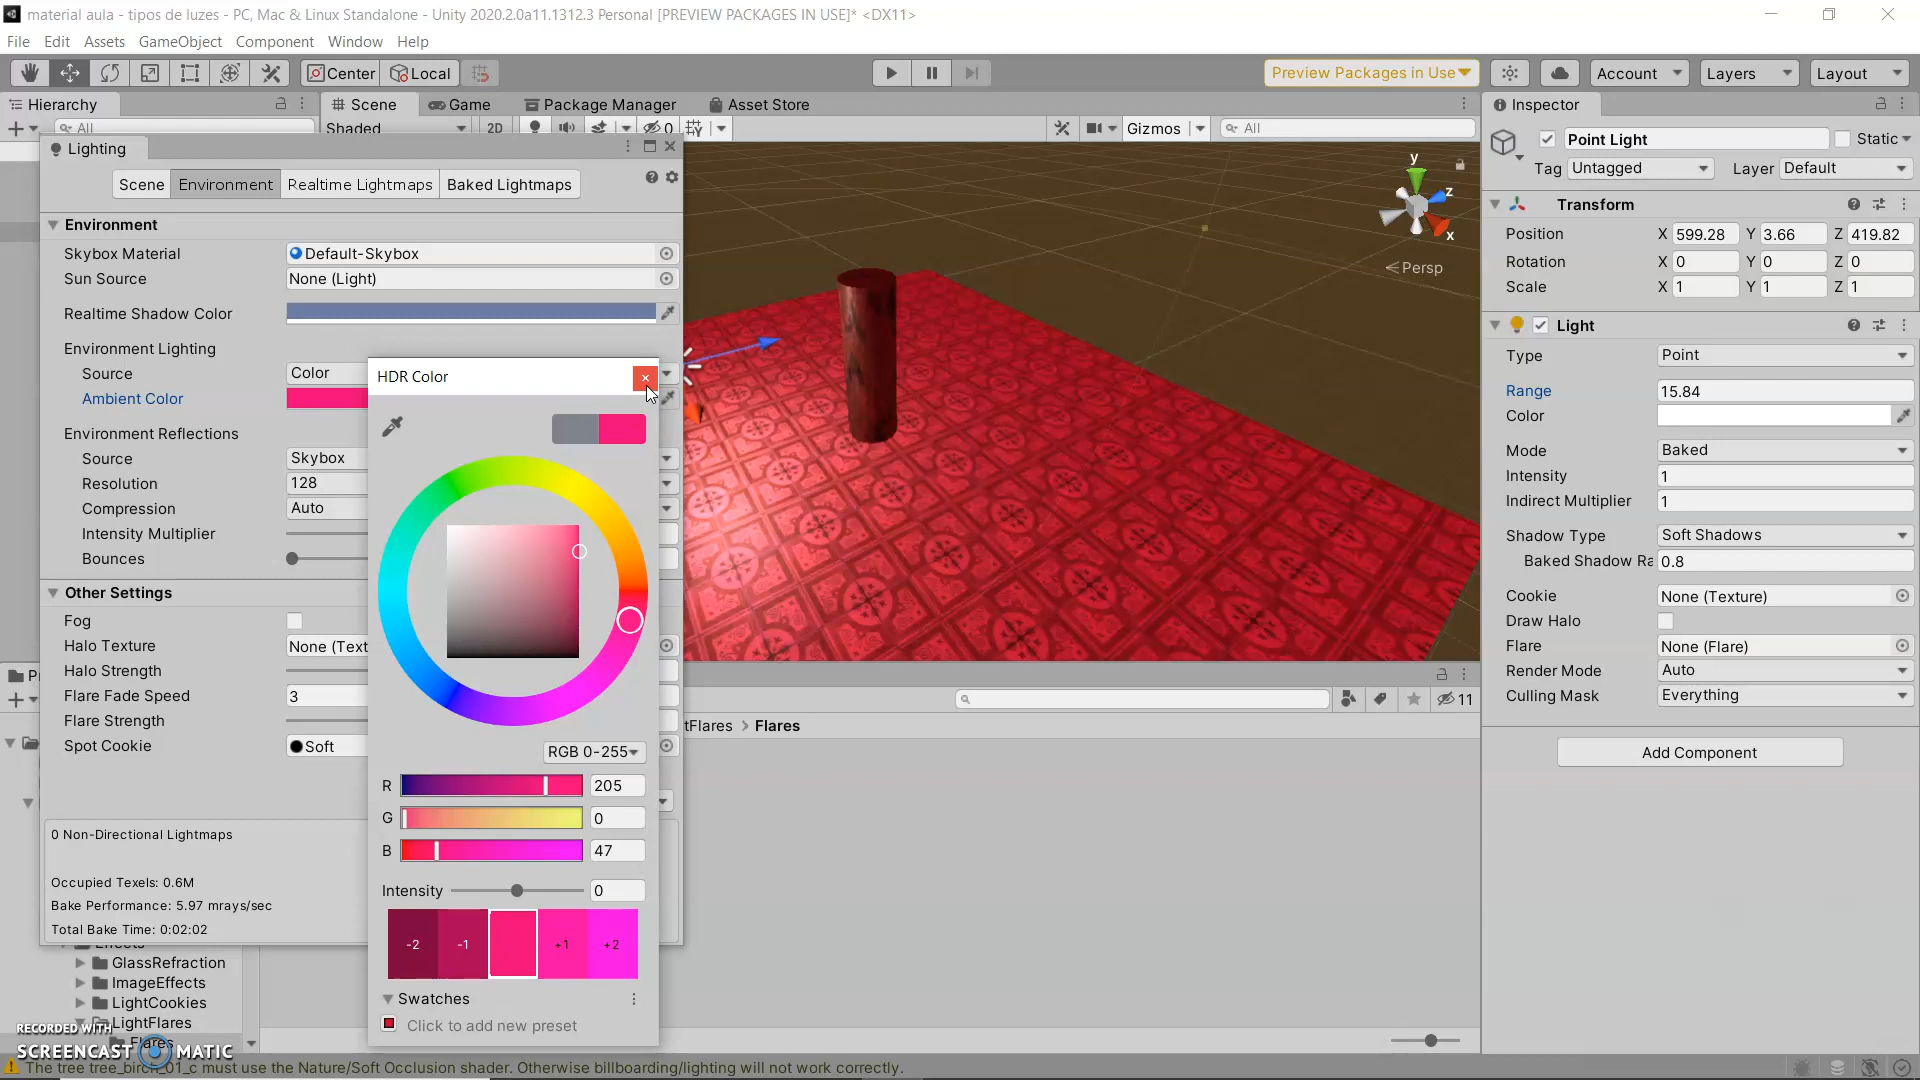 material aula - tipos de luzes - PC, Mac & Linux Standalone - Unity 2020.2.0a11.1312.3 Personal [PREVIEW PACKAGES IN USE]* <DX11>
File Edit Assets GameObject Component Window Help
Center Local Preview Packages in Use Account Layers Layout
Hierarchy Scene Game Package Manager Asset Store Inspector
All Shaded 2D 0 Gizmos All
Point Light Static
Tag Untagged Layer Default
Lighting
Scene Environment Realtime Lightmaps Baked Lightmaps
Environment
Skybox Material Default-Skybox
Sun Source None (Light)
Realtime Shadow Color
Environment Lighting
Source Color
Ambient Color
Environment Reflections
Source Skybox
Resolution 128
Compression Auto
Intensity Multiplier
Bounces
Other Settings
Fog
Halo Texture None (Text
Halo Strength
Flare Fade Speed 3
Flare Strength
Spot Cookie Soft
0 Non-Directional Lightmaps
Occupied Texels: 0.6M
Bake Performance: 5.97 mrays/sec
Total Bake Time: 0:02:02
HDR Color
RGB 0-255
R 205
G 0
B 47
Intensity 0
-2 -1 +1 +2
Swatches
Click to add new preset
y
z
x
Persp
Transform
Position X 599.28 Y 3.66 Z 419.82
Rotation X 0 Y 0 Z 0
Scale X 1 Y 1 Z 1
Light
Type Point
Range 15.84
Color
Mode Baked
Intensity 1
Indirect Multiplier 1
Shadow Type Soft Shadows
Baked Shadow Ra 0.8
Cookie None (Texture)
Draw Halo
Flare None (Flare)
Render Mode Auto
Culling Mask Everything
Add Component
11
tFlares > Flares
GlassRefraction
ImageEffects
LightCookies
LightFlares
Flares
RECORDED WITH
SCREENCAST MATIC
The tree tree_birch_01_c must use the Nature/Soft Occlusion shader. Otherwise billboarding/lighting will not work correctly.